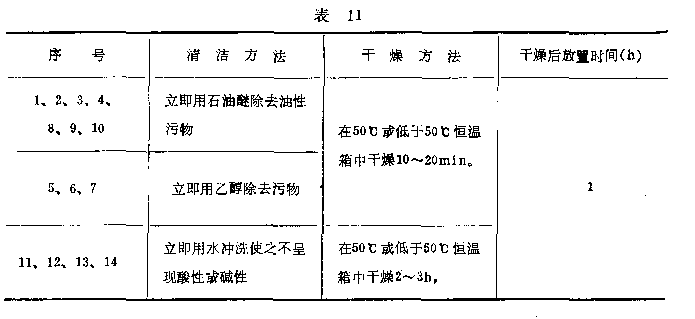 表 11
序 号 清 洁 方 法 干 燥 方 法 干燥后放置时间(h)
1、2、3、4、
8、9、10
立即用石油醚除去油性
污物
在50℃或低于50℃恒温
箱中干燥10～20min。
1
5、6、7
立即用乙醇除去污物
11、12、13、14
立即用水冲洗使之不呈
现酸性或碱性
在50℃或低于50℃恒温
箱中干燥2～3h。